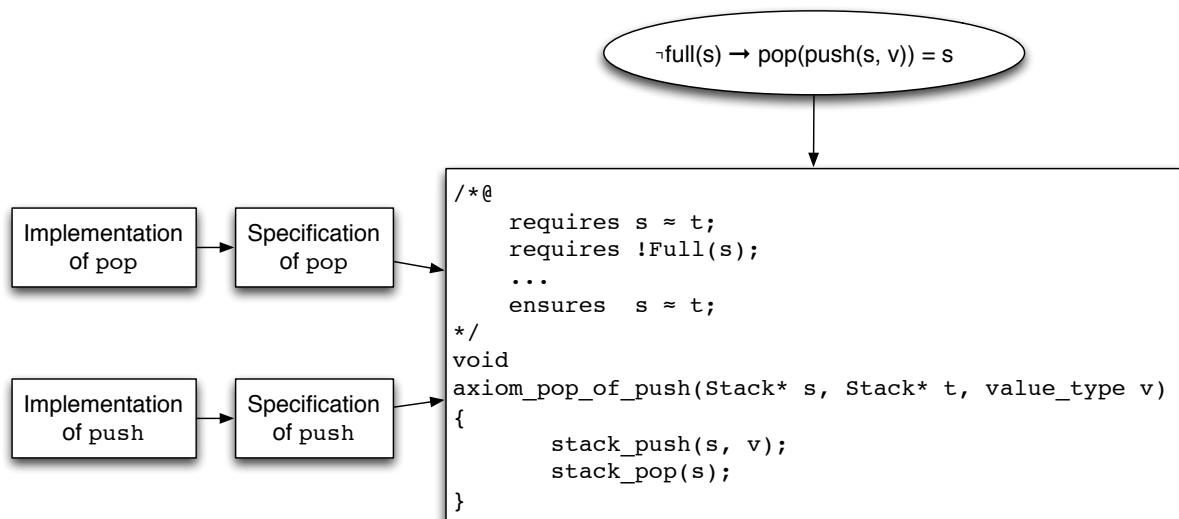 ¬full(s) → pop(push(s, v)) = s
/*@
requires s ≈ t;
requires !Full(s);
...
ensures  s ≈ t;
*/
void
axiom_pop_of_push(Stack* s, Stack* t, value_type v)
{
stack_push(s, v);
stack_pop(s);
}
Implementation
of pop
Specification
of pop
Implementation
of push
Specification
of push